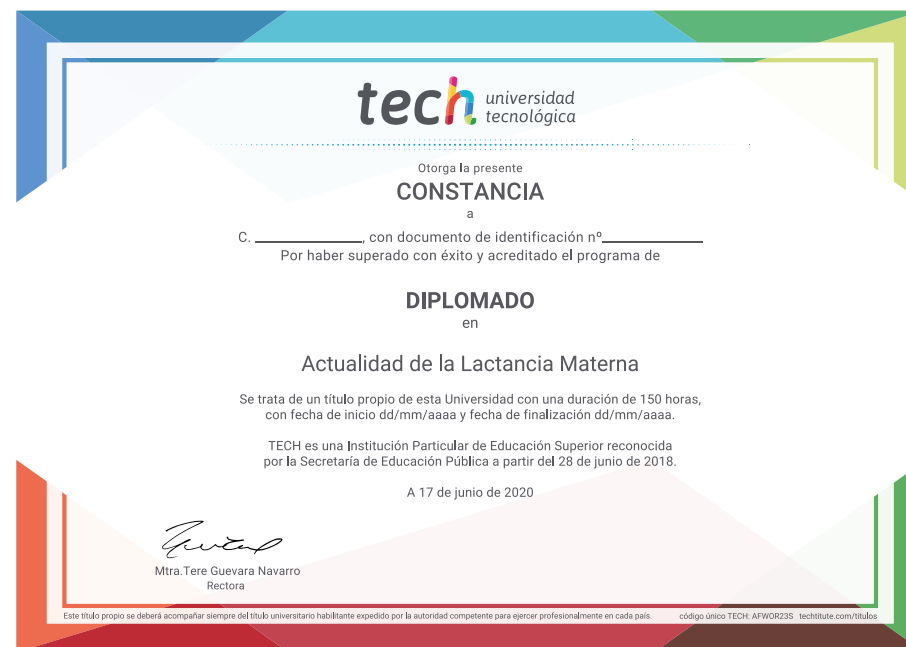 tech universidad
tecnológica
Otorga la presente
CONSTANCIA
a
C. ____________, con documento de identificación nº____________
Por haber superado con éxito y acreditado el programa de
DIPLOMADO
en
Actualidad de la Lactancia Materna
Se trata de un título propio de esta Universidad con una duración de 150 horas,
con fecha de inicio dd/mm/aaaa y fecha de finalización dd/mm/aaaa.
TECH es una Institución Particular de Educación Superior reconocida
por la Secretaría de Educación Pública a partir del 28 de junio de 2018.
A 17 de junio de 2020
Mtra.Tere Guevara Navarro
Rectora
Este título propio se deberá acompañar siempre del título universitario habilitante expedido por la autoridad competente para ejercer profesionalmente en cada país. código único TECH: AFWOR23S techtitute.com/titulos